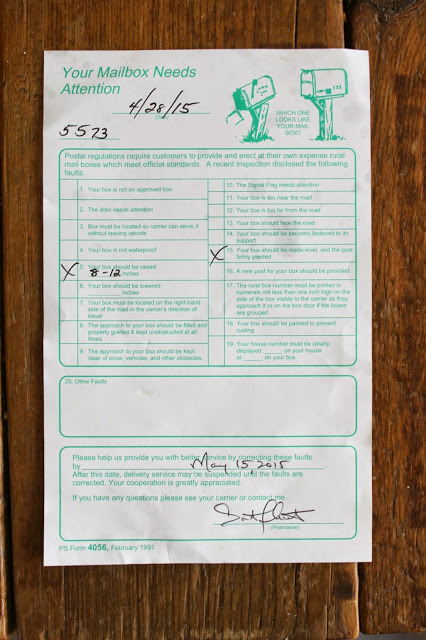 Your Mailbox Needs
Attention
4/28/15
(Date)
5573
WHICH ONE
LOOKS LIKE
YOUR MAIL
BOX?
Postal regulations require customers to provide and erect at their own expense rural
mail boxes which meet official standards. A recent inspection disclosed the following
faults.
1. Your box is not an approved box
2. The door needs attention
3. Box must be located so carrier can serve it
without leaving vehicle
4. Your box is not waterproof
X 5. Your box should be raised
8-12 inches
6. Your box should be lowered
inches
7. Your box must be located on the right-hand
side of the road in the carrier's direction of
travel
8. The approach to your box should be filled and
properly graded & kept unobstructed at all
times
9. The approach to your box should be kept
clear of snow, vehicles, and other obstacles.
10. The Signal Flag needs attention
11. Your box is too near the road
12. Your box is too far from the road
13. Your box should face the road
14. Your box should be securely fastened to its
support
X 15. Your box should be made level, and the post
firmly planted
16. A new post for your box should be provided.
17. The rural box number must be printed in
numerals not less than one inch high on the
side of the box visible to the carrier as they
approach it or on the box door if the boxes
are grouped
18. Your box should be painted to prevent
rusting
19. Your house number must be clearly
displayed ______ on your house
or ______ on your box
20. Other Faults
Please help us provide you with better service by correcting these faults
by May 15, 2015
After this date, delivery service may be suspended until the faults are
corrected. Your cooperation is greatly appreciated.
If you have any questions please see your carrier or contact me.
(Postmaster)
PS Form 4056, February 1991